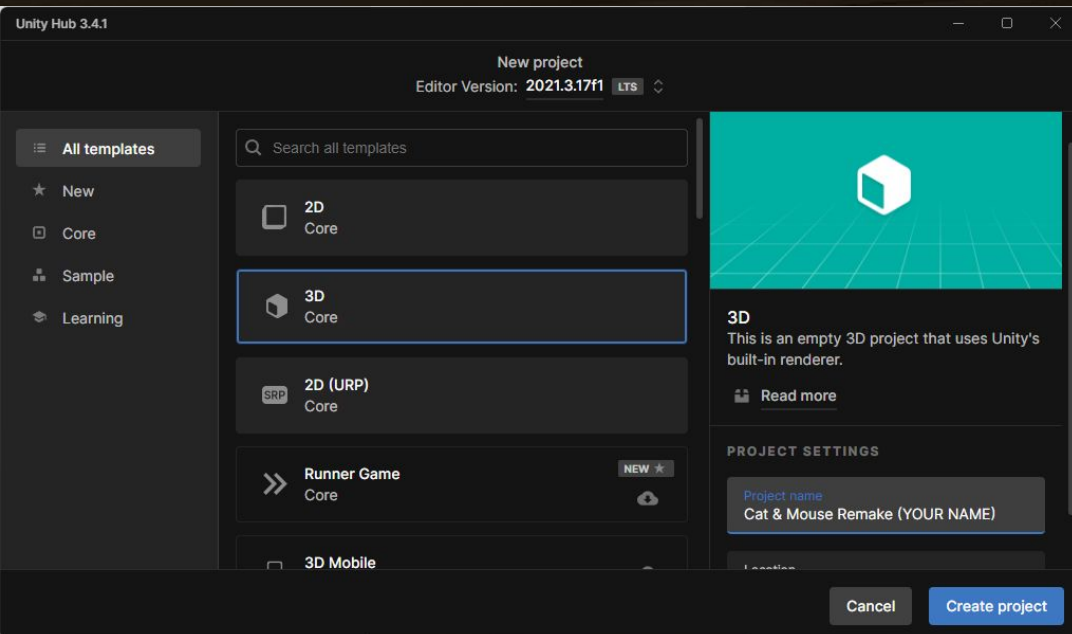 Unity Hub 3.4.1
New project
Editor Version: 2021.3.17f1 LTS
All templates
New
Core
Sample
Learning
Search all templates
2D
Core
3D
Core
2D (URP)
SRP
Core
Runner Game
NEW
Core
3D Mobile
3D
This is an empty 3D project that uses Unity's
built-in renderer.
Read more
PROJECT SETTINGS
Project name
Cat & Mouse Remake (YOUR NAME)
Location
Cancel
Create project